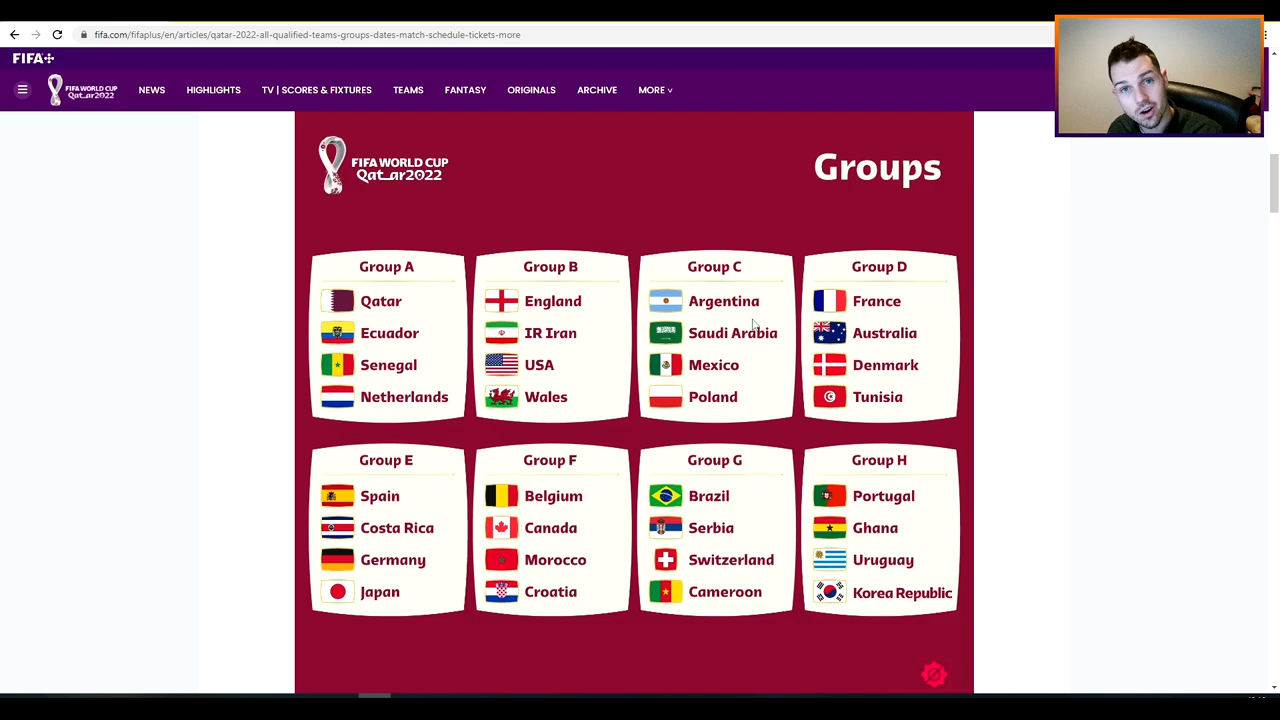 fifa.com/fifaplus/en/articles/qatar-2022-all-qualified-teams-groups-dates-match-schedule-tickets-more
FIFA+
FIFA WORLD CUP
Qatar2022
NEWS HIGHLIGHTS TV | SCORES & FIXTURES TEAMS FANTASY ORIGINALS ARCHIVE MORE
FIFA WORLD CUP
Qatar2022
Groups
Group A
Qatar
Ecuador
Senegal
Netherlands
Group B
England
IR Iran
USA
Wales
Group C
Argentina
Saudi Arabia
Mexico
Poland
Group D
France
Australia
Denmark
Tunisia
Group E
Spain
Costa Rica
Germany
Japan
Group F
Belgium
Canada
Morocco
Croatia
Group G
Brazil
Serbia
Switzerland
Cameroon
Group H
Portugal
Ghana
Uruguay
Korea Republic